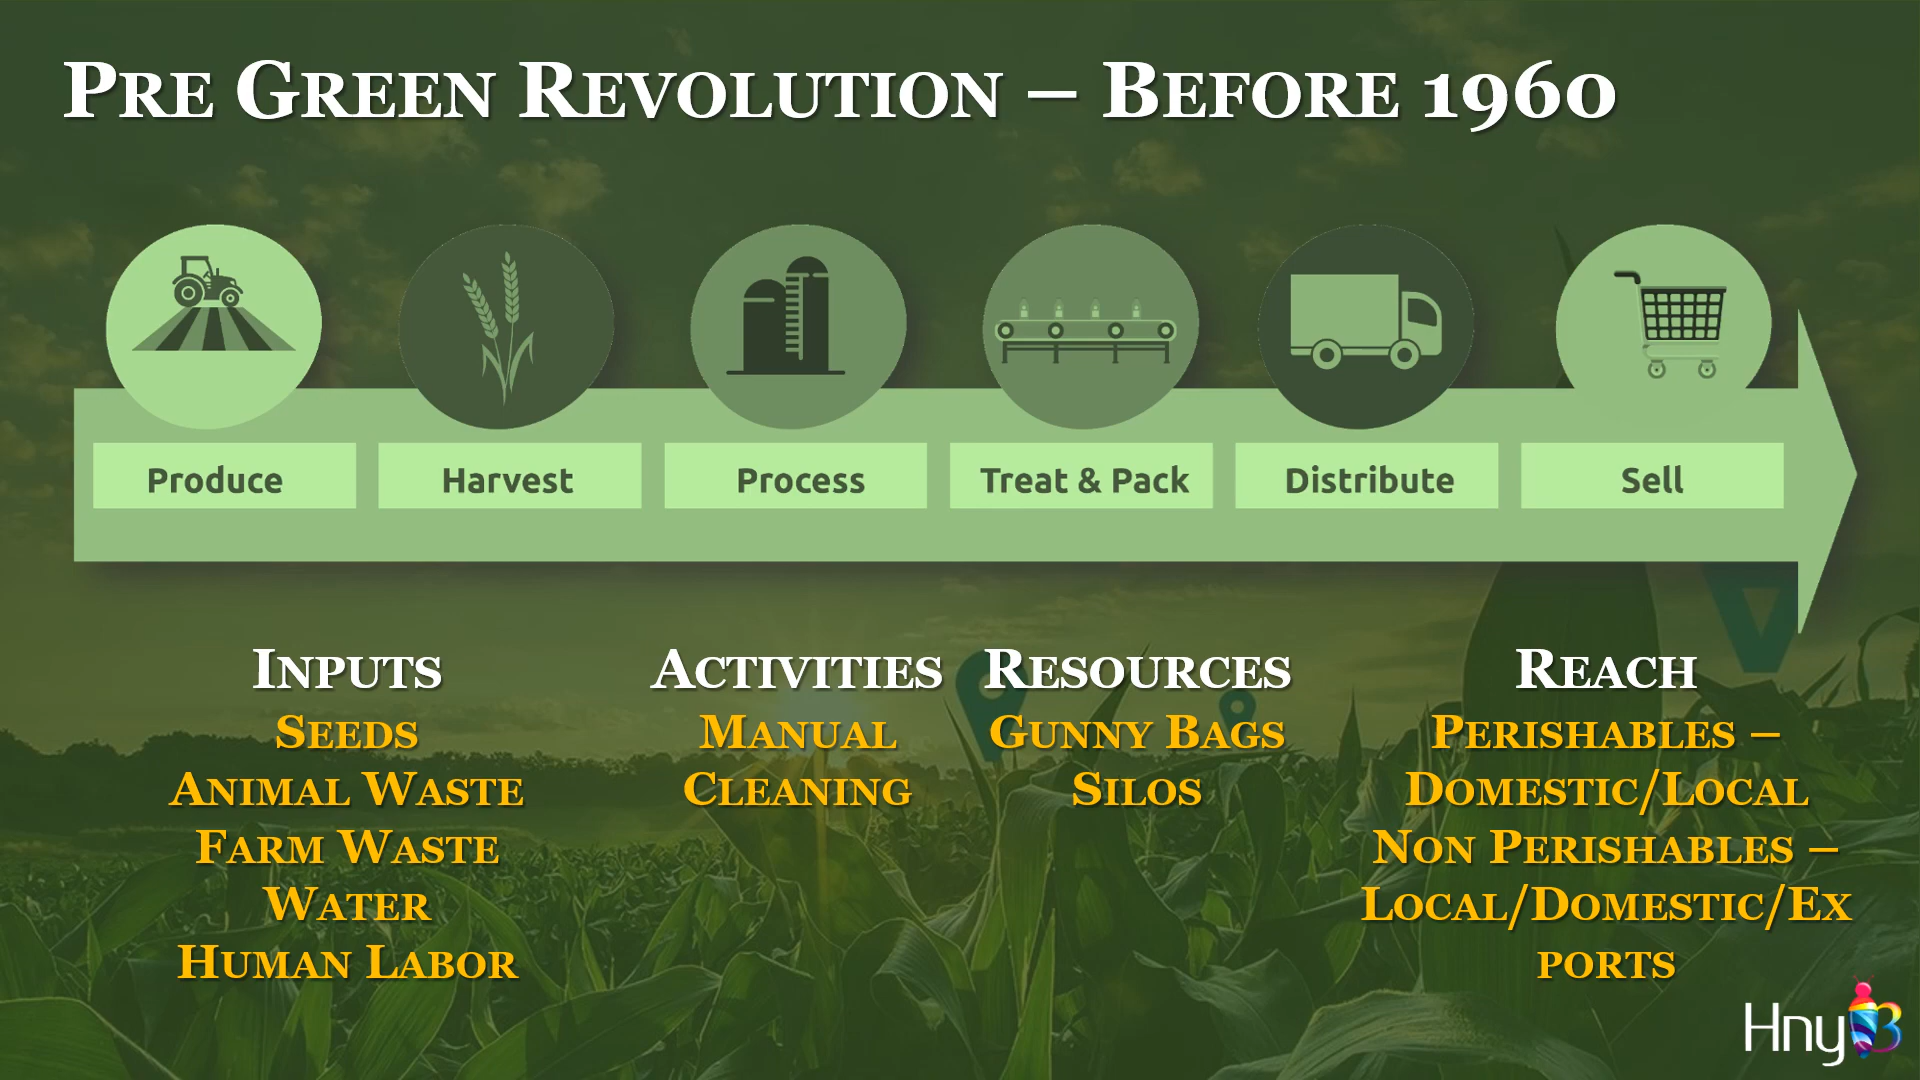 Pre Green Revolution – Before 1960
Produce
Harvest
Process
Treat & Pack
Distribute
Sell
Inputs
Seeds
Animal Waste
Farm Waste
Water
Human Labor
Activities
Manual
Cleaning
Resources
Gunny Bags
Silos
Reach
Perishables –
Domestic/Local
Non Perishables –
Local/Domestic/Ex
ports
HnyB